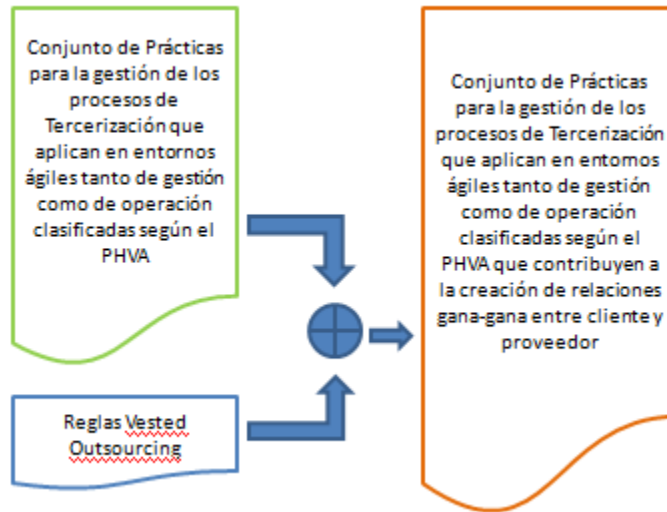 Conjunto de Prácticas
para la gestión de los
procesos de
Tercerización que
aplican en entornos
ágiles tanto de gestión
como de operación
clasificadas según el
PHVA
Reglas Vested
Outsourcing
Conjunto de Prácticas
para la gestión de los
procesos de Tercerización
que aplican en entornos
ágiles tanto de gestión
como de operación
clasificadas según el
PHVA que contribuyen a
la creación de relaciones
gana-gana entre cliente y
proveedor